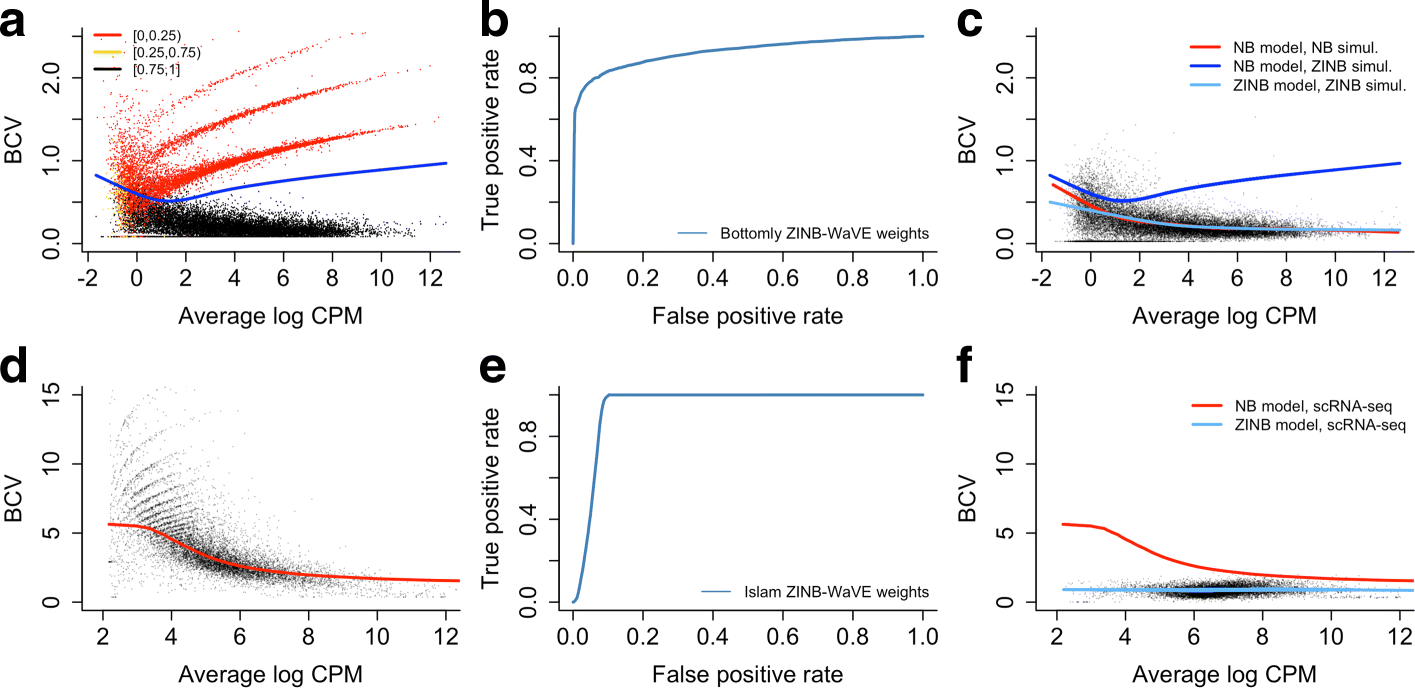 a
[0,0.25)
[0.25,0.75)
[0.75,1]
BCV
0.0 1.0 2.0
-2 0 2 4 6 8 10 12
Average log CPM
b
True positive rate
0.0 0.4 0.8
Bottomly ZINB-WaVE weights
0.0 0.2 0.4 0.6 0.8 1.0
False positive rate
c
NB model, NB simul.
NB model, ZINB simul.
ZINB model, ZINB simul.
BCV
0.0 1.0 2.0
-2 0 2 4 6 8 10 12
Average log CPM
d
BCV
0 5 10 15
2 4 6 8 10 12
Average log CPM
e
True positive rate
0.0 0.4 0.8
Islam ZINB-WaVE weights
0.0 0.2 0.4 0.6 0.8 1.0
False positive rate
f
NB model, scRNA-seq
ZINB model, scRNA-seq
BCV
0 5 10 15
2 4 6 8 10 12
Average log CPM